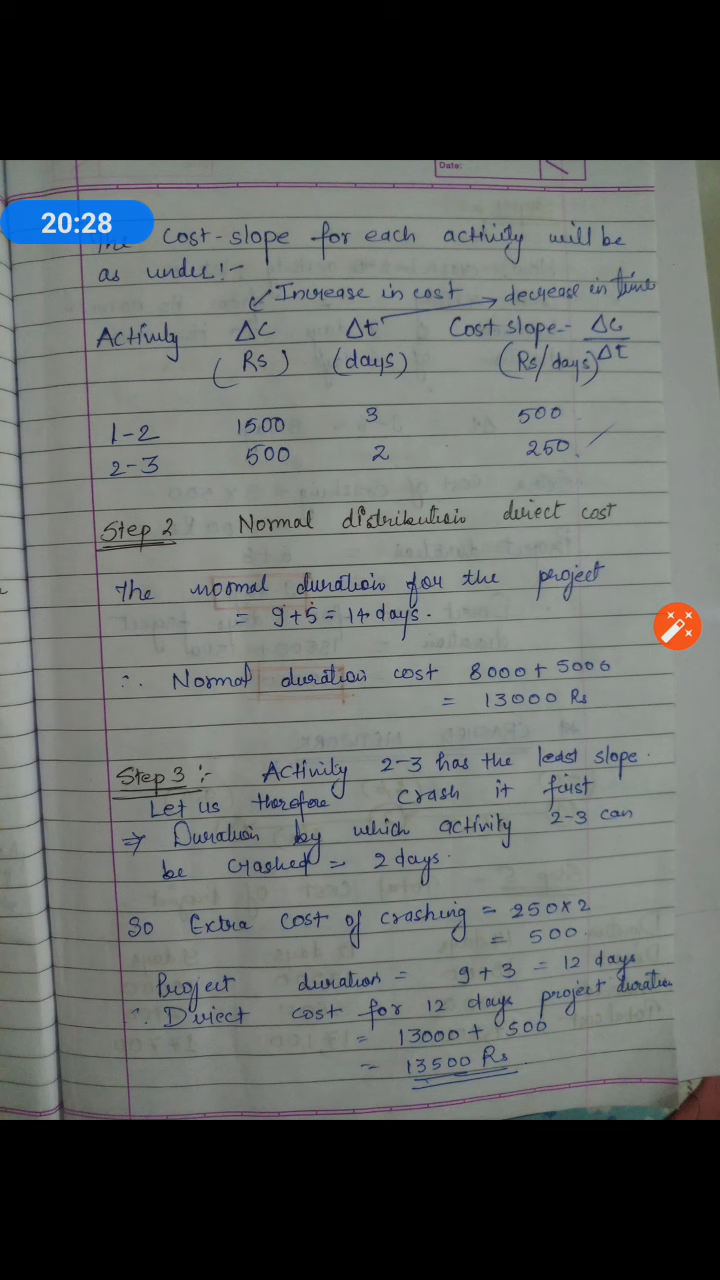 Date:
20:28
The cost-slope for each activity will be
as under:-
Increase in cost decrease in time
Activity ΔC Δt Cost slope- ΔC/Δt
(Rs) (days) (Rs/days)
1-2 1500 3 500
2-3 500 2 250
Step 2 Normal distribution direct cost
The normal duration for the project
= 9+5 = 14 days.
∴ Normal duration cost 8000 + 5000
= 13000 Rs
Step 3 :- Activity 2-3 has the least slope.
Let us therefore crash it first
⇒ Duration by which activity 2-3 can
be crashed = 2 days.
So Extra cost of crashing = 250×2
= 500
Project duration = 9+3 = 12 days
∴ Direct cost for 12 days project duration
= 13000 + 500
= 13500 Rs